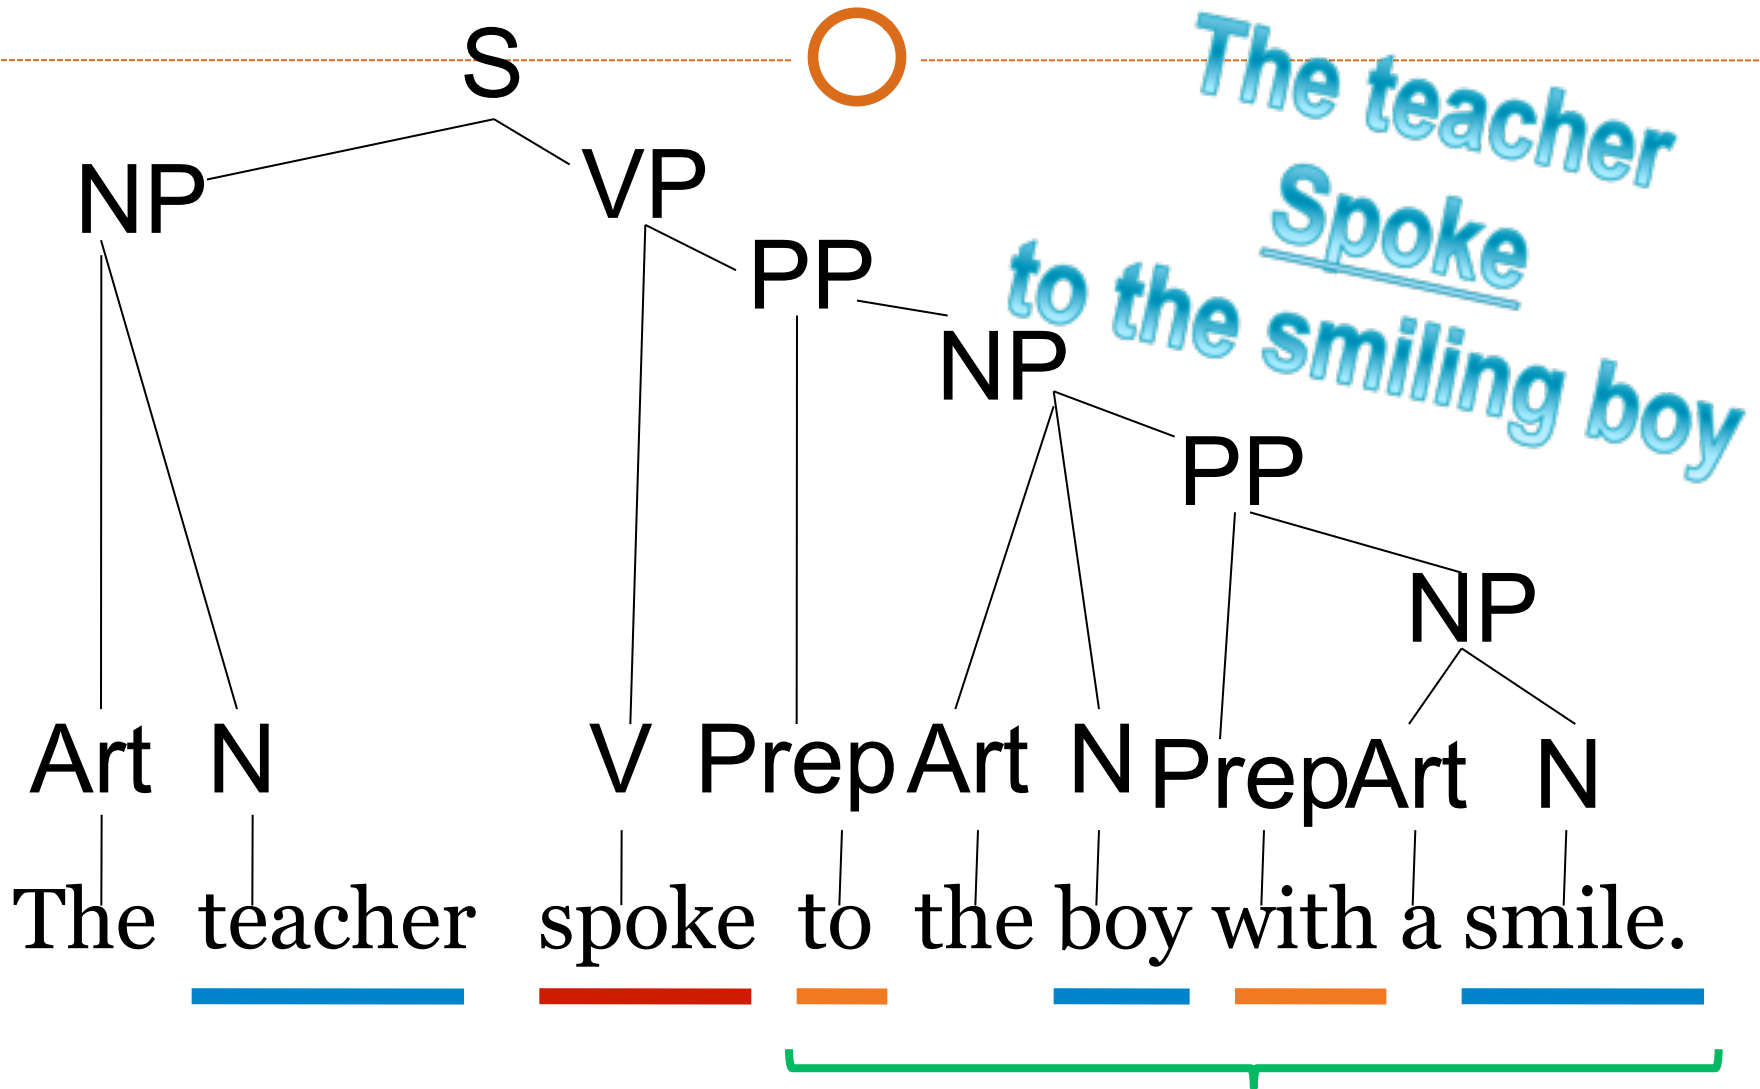 S
The teacher
Spoke
to the smiling boy
NP VP
PP
NP
PP
NP
Art N V Prep Art N Prep Art N
The teacher spoke to the boy with a smile.